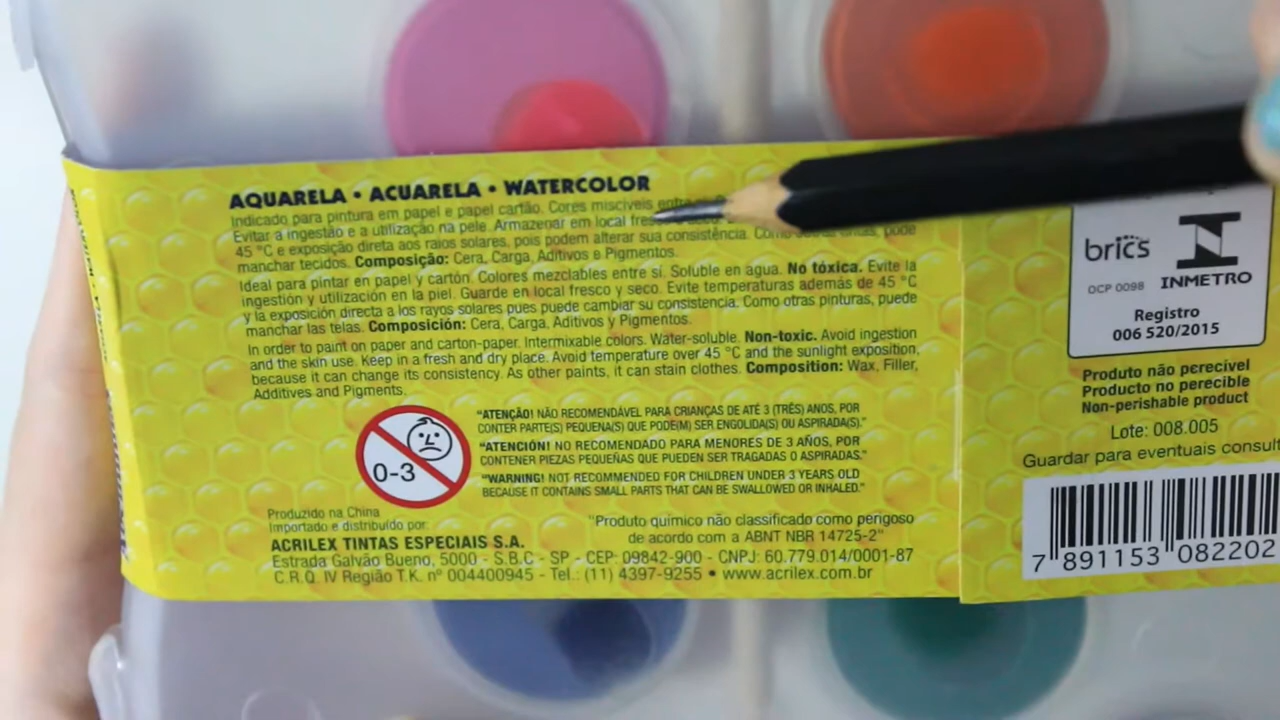 AQUARELA • ACUARELA • WATERCOLOR
Indicado para pintura em papel e papel cartão. Cores miscíveis entre
Evitar a ingestão e a utilização na pele. Armazenar em local fresco
45 °C e exposição direta aos raios solares, pois podem alterar sua consistência. Como pode
manchar tecidos. Composição: Cera, Carga, Aditivos e Pigmentos.
Ideal para pintar en papel y cartón. Colores mezclables entre sí. Soluble en agua. No tóxica. Evite la
ingestión y utilización en la piel. Guarde en local fresco y seco. Evite temperaturas además de 45 °C
y la exposición directa a los rayos solares pues puede cambiar su consistencia. Como otras pinturas, puede
manchar las telas. Composición: Cera, Carga, Aditivos y Pigmentos.
In order to paint on paper and carton-paper. Intermixable colors. Water-soluble. Non-toxic. Avoid ingestion
and the skin use. Keep in a fresh and dry place. Avoid temperature over 45 °C and the sunlight exposition,
because it can change its consistency. As other paints, it can stain clothes. Composition: Wax, Filler,
Additives and Pigments.
0-3
"ATENÇÃO! NÃO RECOMENDÁVEL PARA CRIANÇAS DE ATÉ 3 (TRÊS) ANOS, POR
CONTER PARTE(S) PEQUENA(S) QUE PODE(M) SER ENGOLIDA(S) OU ASPIRADA(S)."
"ATENCIÓN! NO RECOMENDADO PARA MENORES DE 3 AÑOS, POR
CONTENER PIEZAS PEQUEÑAS QUE PUEDEN SER TRAGADAS O ASPIRADAS."
"WARNING! NOT RECOMMENDED FOR CHILDREN UNDER 3 YEARS OLD
BECAUSE IT CONTAINS SMALL PARTS THAT CAN BE SWALLOWED OR INHALED."
Produzido na China
Importado e distribuído por:
ACRILEX TINTAS ESPECIAIS S.A.
"Produto químico não classificado como perigoso
de acordo com a ABNT NBR 14725-2"
Estrada Galvão Bueno, 5000 - S.B.C - SP - CEP: 09842-900 - CNPJ: 60.779.014/0001-87
C.R.Q. IV Região T.K. nº 004400945 - Tel.: (11) 4397-9255 • www.acrilex.com.br
brics
OCP 0098
INMETRO
Registro
006 520/2015
Produto não perecível
Producto no perecible
Non-perishable product
Lote: 008.005
Guardar para eventuais consult
7 891153 082202